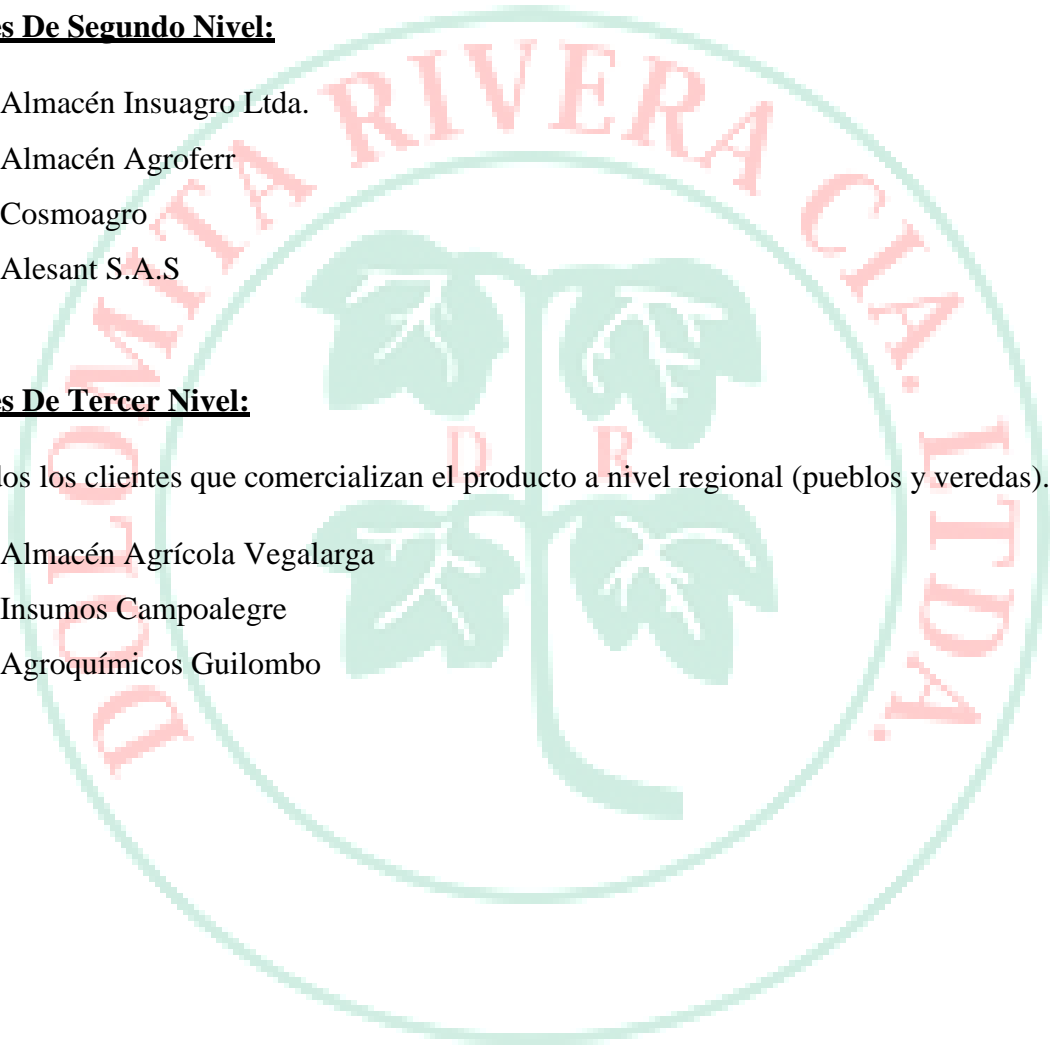 es De Segundo Nivel:
Almacén Insuagro Ltda.
Almacén Agroferr
Cosmoagro
Alesant S.A.S
es De Tercer Nivel:
los los clientes que comercializan el producto a nivel regional (pueblos y veredas).
Almacén Agrícola Vegalarga
Insumos Campoalegre
Agroquímicos Guilombo
DOLOMITA RIVERA CIA. LTDA.
D R